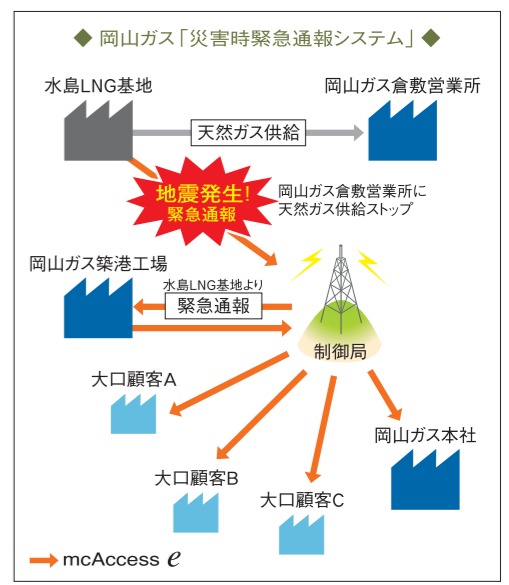 ◆ 岡山ガス「災害時緊急通報システム」 ◆
水島LNG基地
岡山ガス倉敷営業所
天然ガス供給
地震発生!
緊急通報
岡山ガス倉敷営業所に
天然ガス供給ストップ
岡山ガス築港工場
水島LNG基地より
緊急通報
制御局
大口顧客A
岡山ガス本社
大口顧客B
大口顧客C
mcAccess e